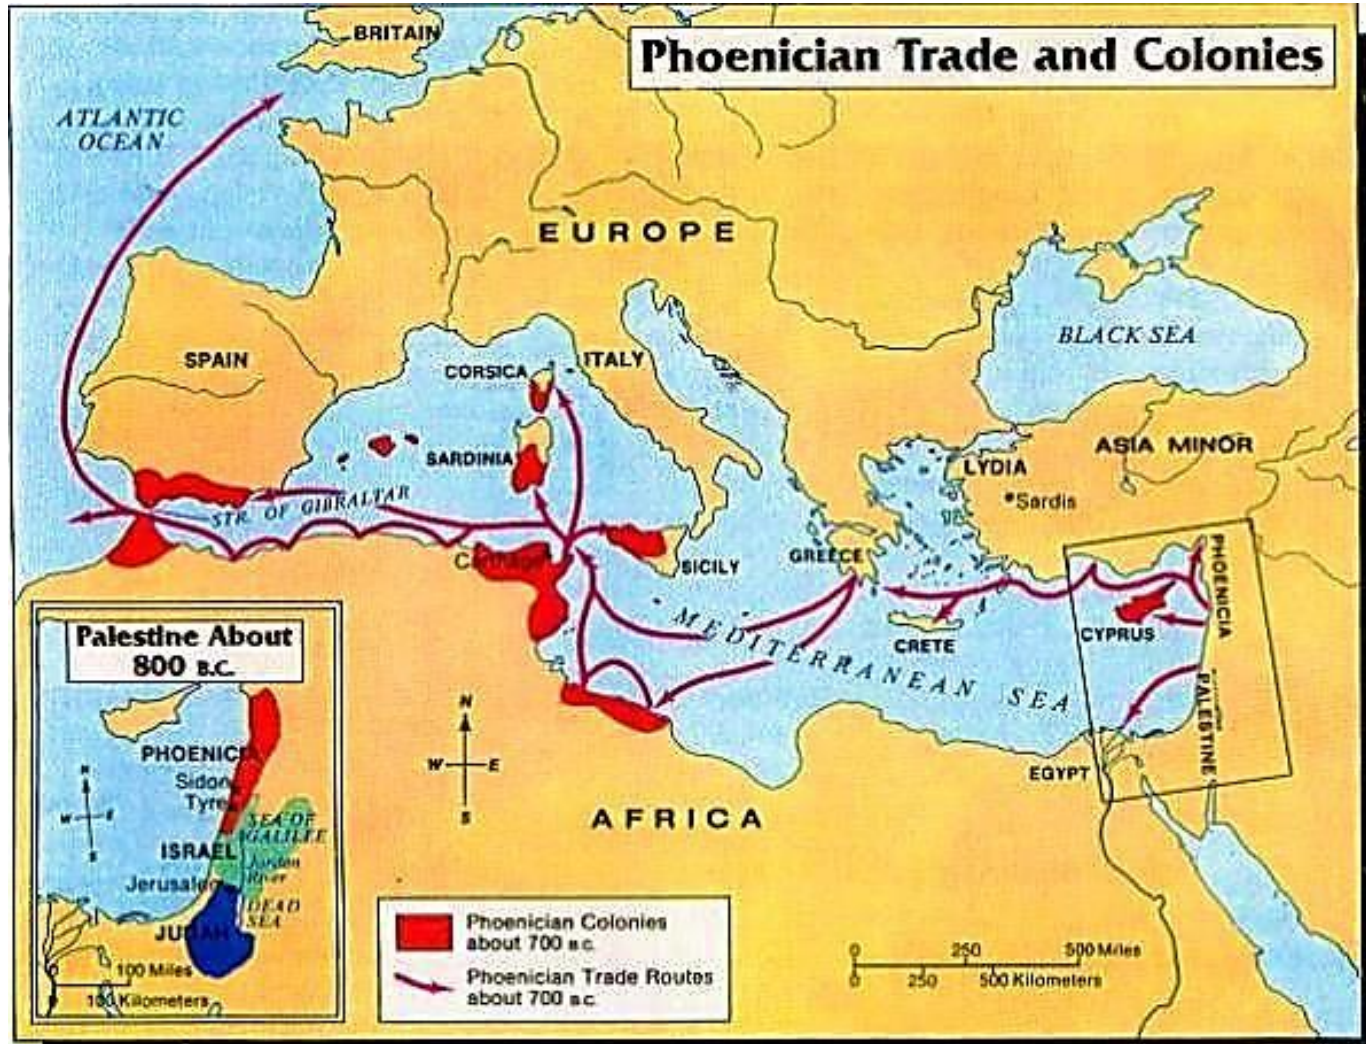 Phoenician Trade and Colonies
BRITAIN
ATLANTIC
OCEAN
EUROPE
BLACK SEA
SPAIN
CORSICA
ITALY
SARDINIA
ASIA MINOR
LYDIA
Sardis
STR. OF GIBRALTAR
Carthage
SICILY
GREECE
PHOENICIA
MEDITERRANEAN SEA
CRETE
CYPRUS
PALESTINE
EGYPT
AFRICA
N
W E
S
Palestine About
800 B.C.
PHOENICIA
Sidon
Tyre
N
W E
S
SEA OF
GALILEE
ISRAEL
Jordan
River
Jerusalem
DEAD
SEA
JUDAH
0 100 Miles
0 100 Kilometers
Phoenician Colonies
about 700 B.C.
Phoenician Trade Routes
about 700 B.C.
0 250 500 Miles
0 250 500 Kilometers